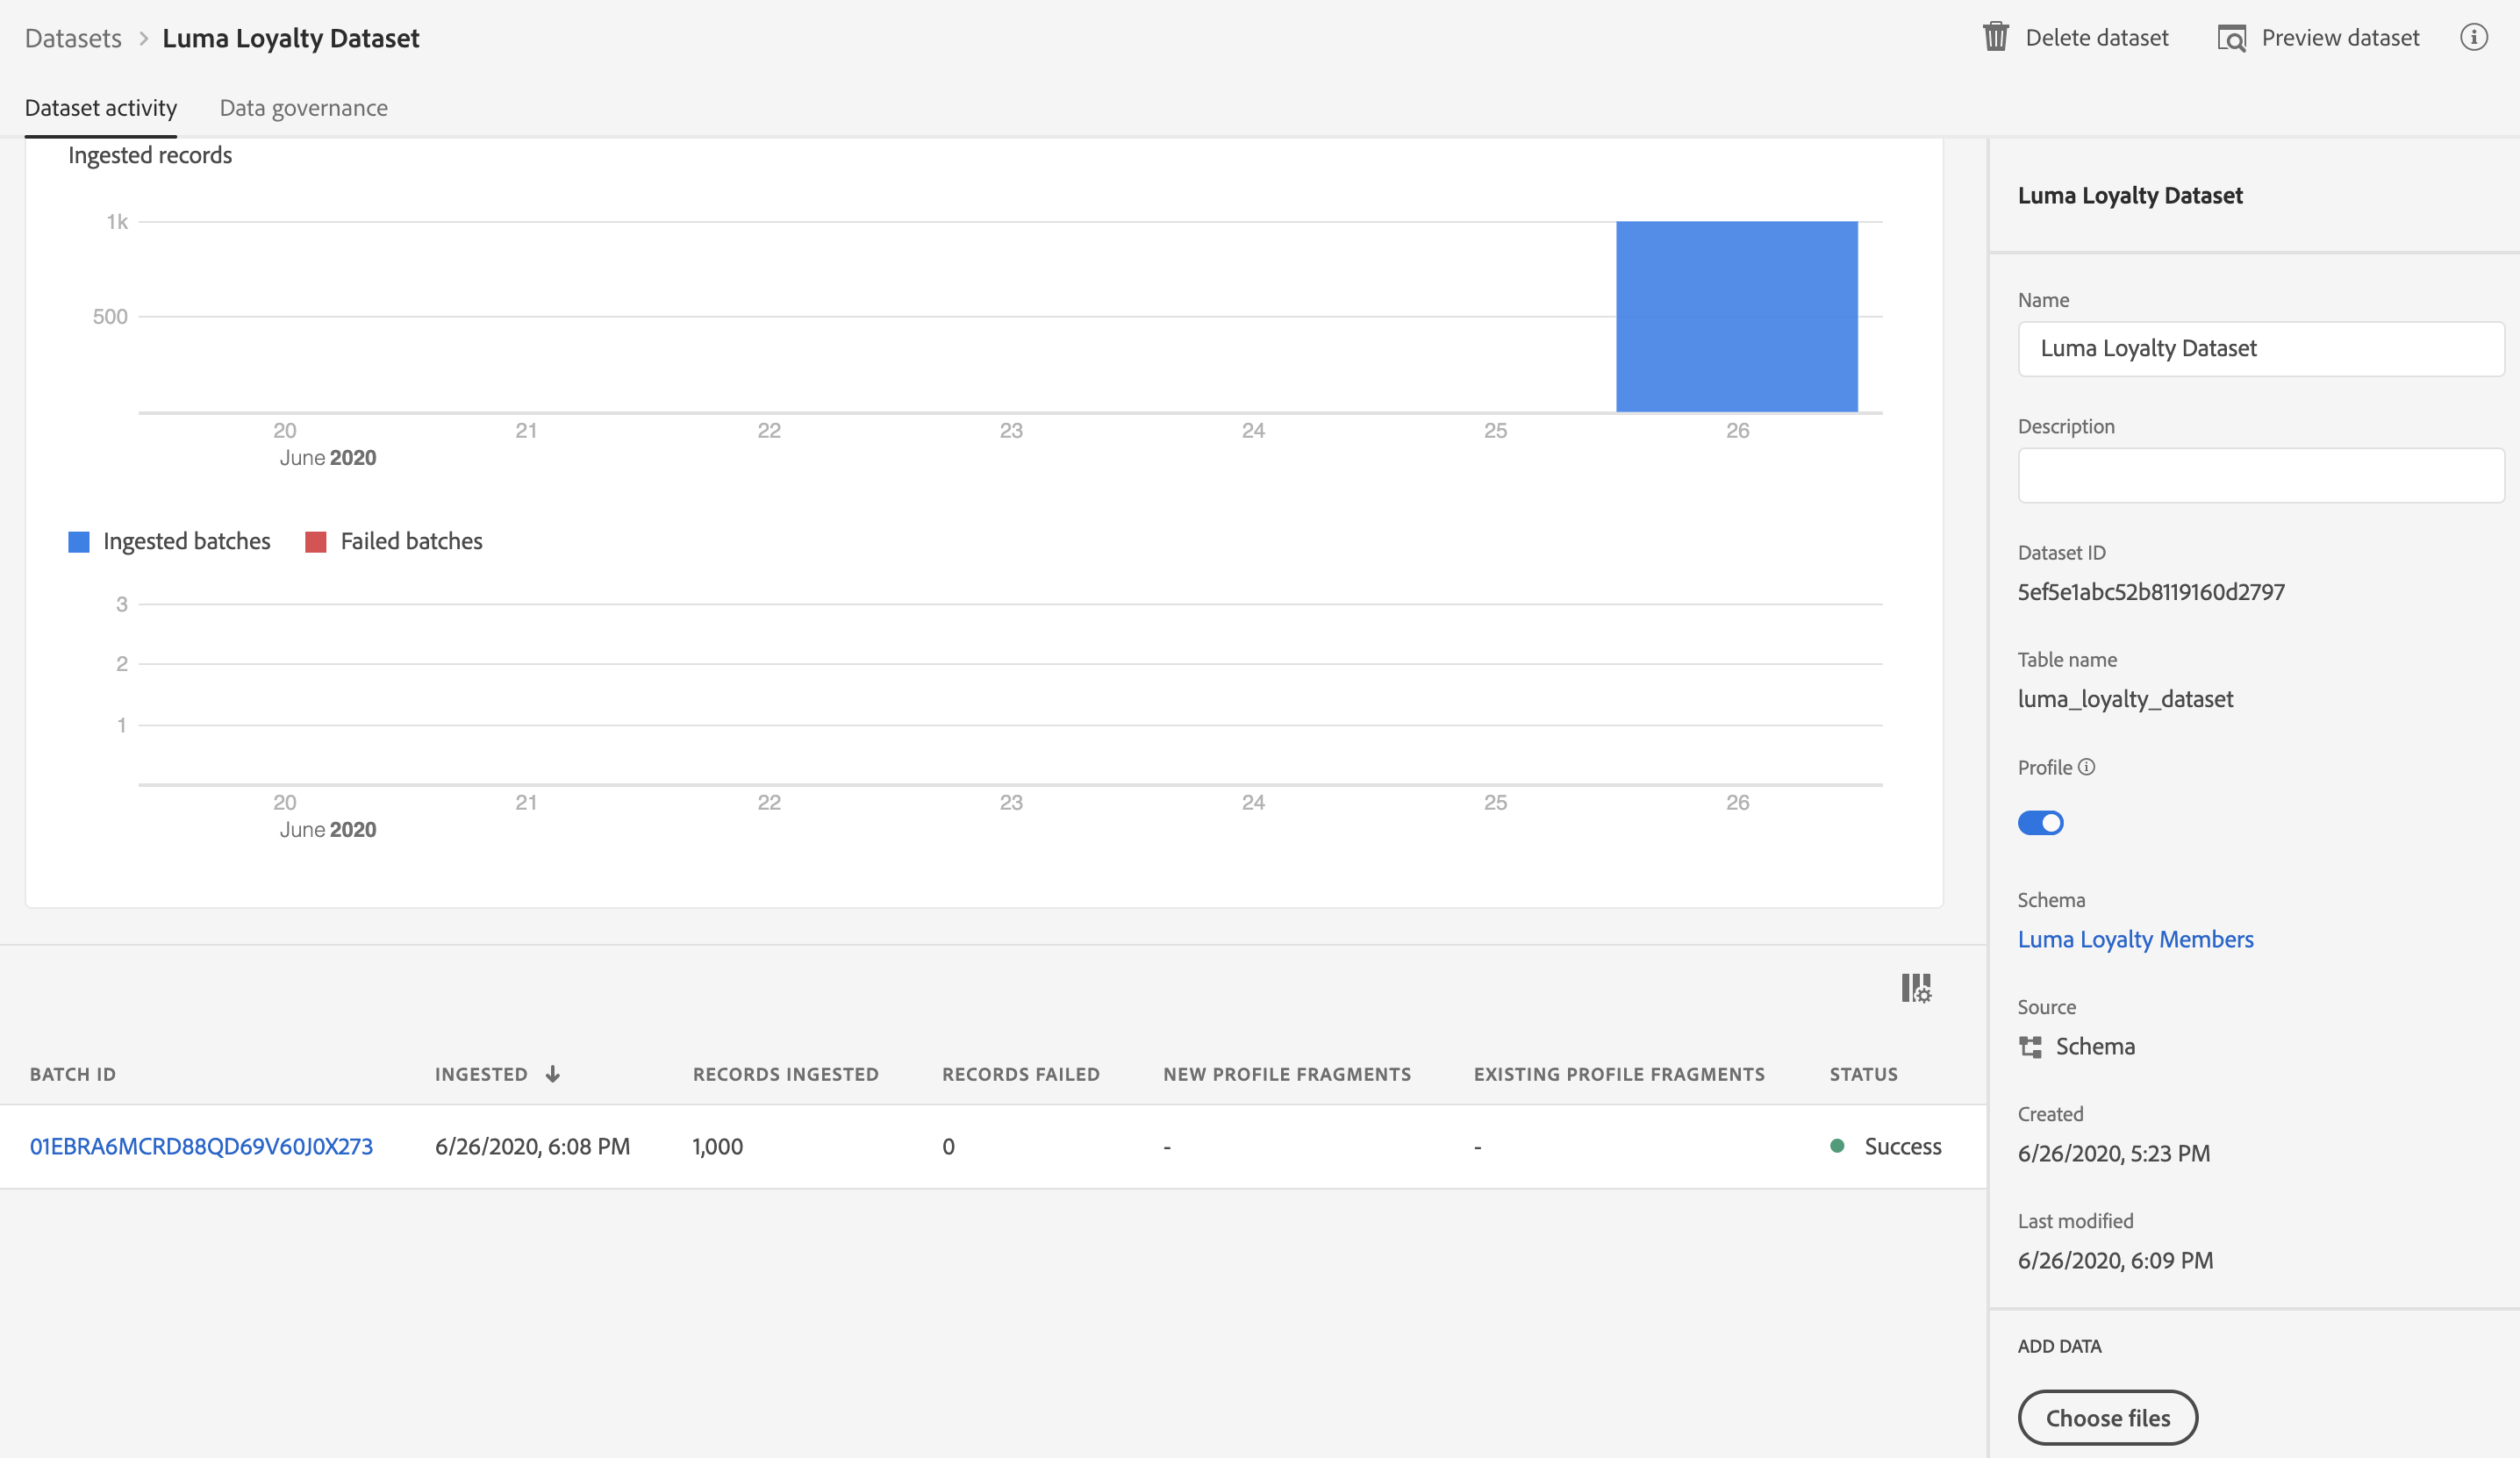 Datasets > Luma Loyalty Dataset
Delete dataset
Preview dataset
Dataset activity
Data governance
Ingested records
1k
500
20 21 22 23 24 25 26
June 2020
Ingested batches
Failed batches
3
2
1
20 21 22 23 24 25 26
June 2020
BATCH ID INGESTED RECORDS INGESTED RECORDS FAILED NEW PROFILE FRAGMENTS EXISTING PROFILE FRAGMENTS STATUS
01EBRA6MCRD88QD69V60J0X273 6/26/2020, 6:08 PM 1,000 0 - - Success
Luma Loyalty Dataset
Name
Luma Loyalty Dataset
Description
Dataset ID
5ef5e1abc52b8119160d2797
Table name
luma_loyalty_dataset
Profile
Schema
Luma Loyalty Members
Source
Schema
Created
6/26/2020, 5:23 PM
Last modified
6/26/2020, 6:09 PM
ADD DATA
Choose files